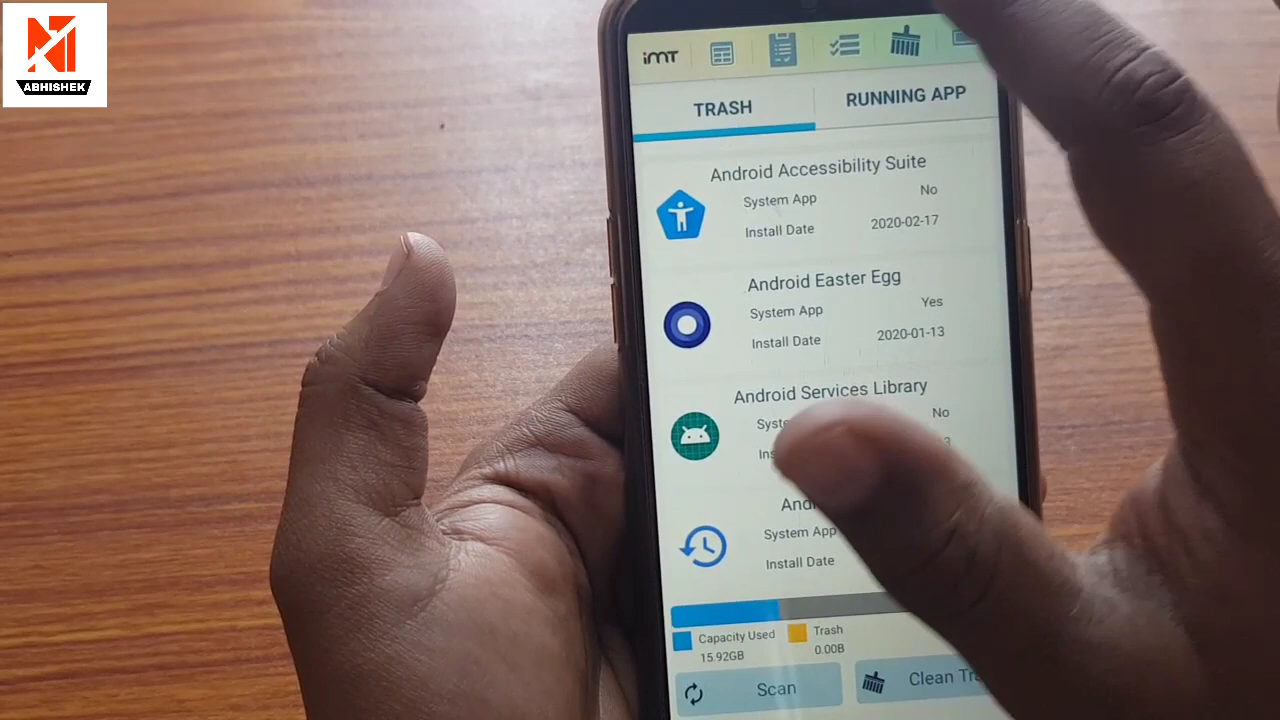 ABHISHEK
imt
TRASH
RUNNING APP
Android Accessibility Suite
System App
No
Install Date
2020-02-17
Android Easter Egg
System App
Yes
Install Date
2020-01-13
Android Services Library
No
System App
Install Date
Capacity Used
Trash
15.92GB
0.00B
Scan
Clean